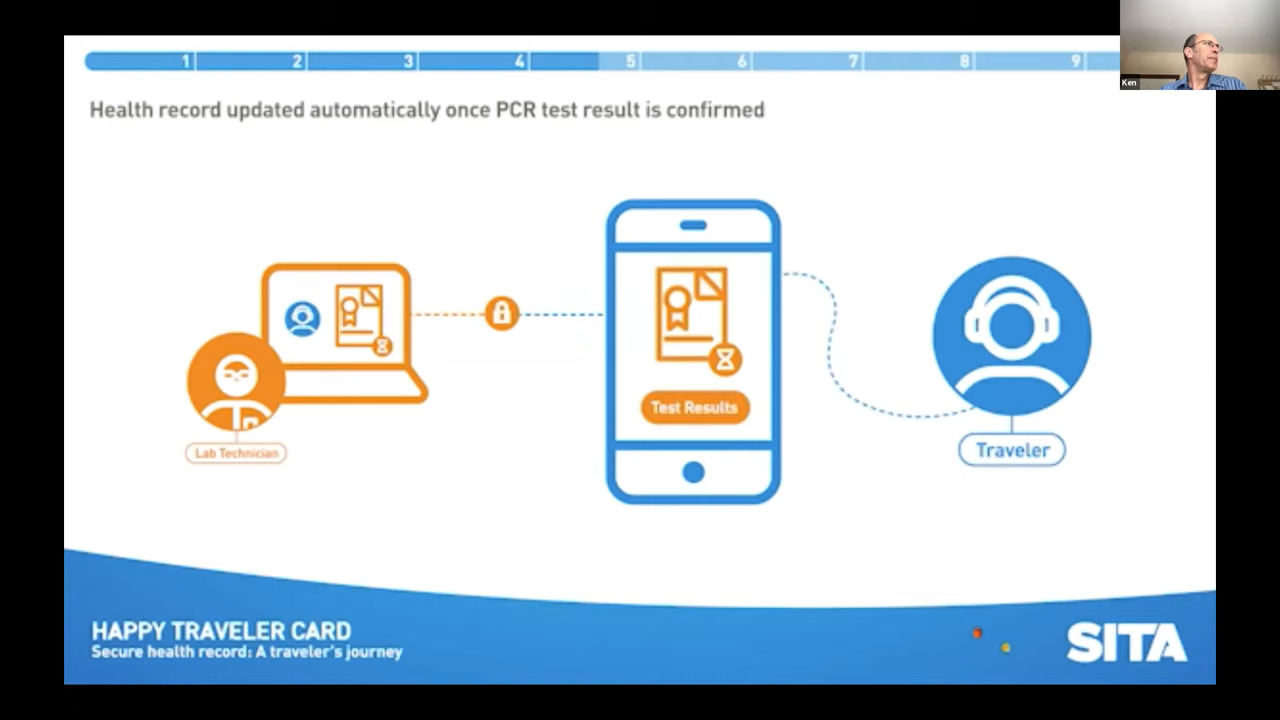 1 2 3 4 5 6 7 8 9
Ken
Health record updated automatically once PCR test result is confirmed
Test Results
Lab Technician
Traveler
HAPPY TRAVELER CARD
Secure health record: A traveler's journey
SITA